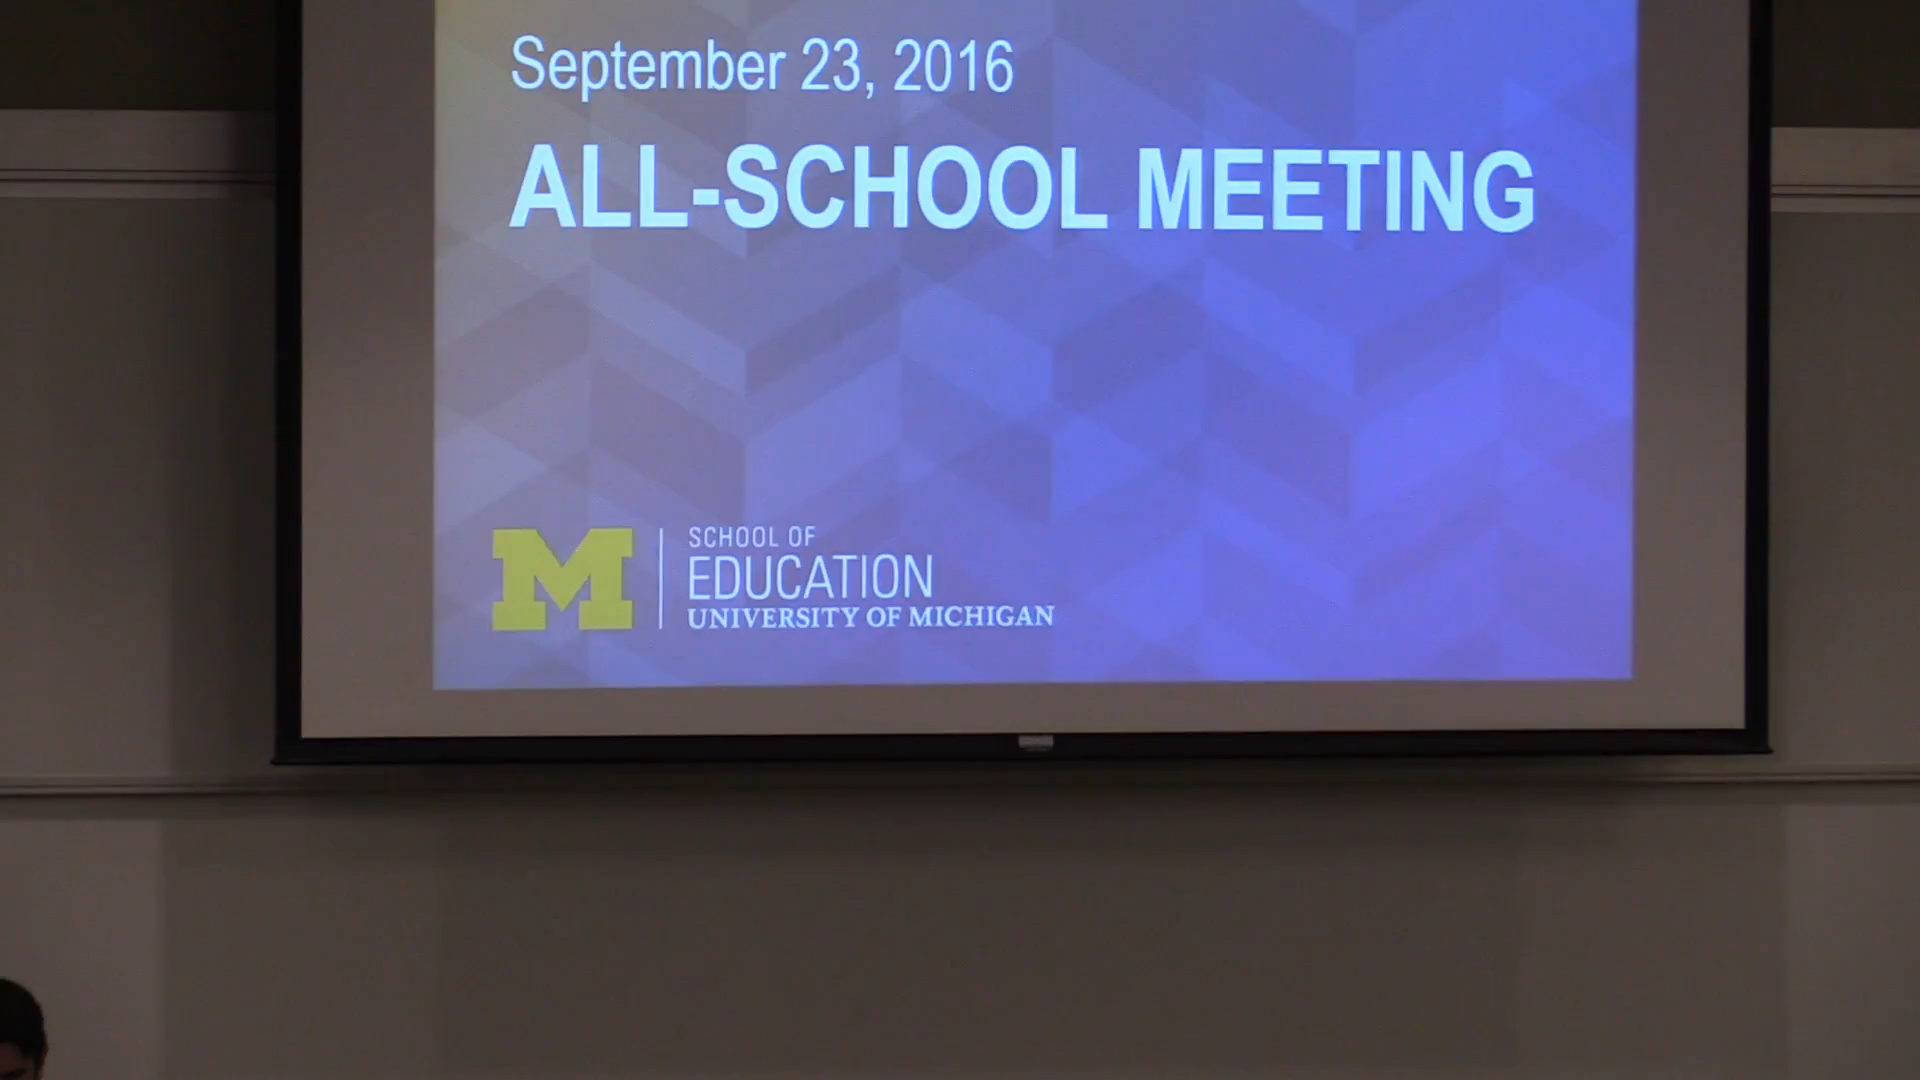 September 23, 2016
ALL-SCHOOL MEETING
M
SCHOOL OF
EDUCATION
UNIVERSITY OF MICHIGAN